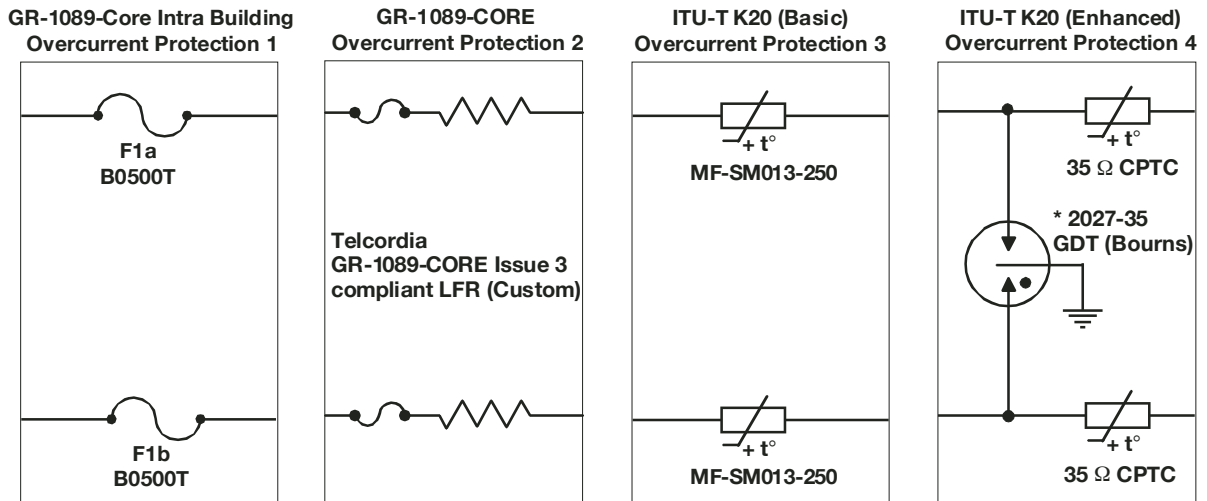 GR-1089-Core Intra Building
Overcurrent Protection 1
F1a
B0500T
F1b
B0500T
GR-1089-CORE
Overcurrent Protection 2
Telcordia
GR-1089-CORE Issue 3
compliant LFR (Custom)
ITU-T K20 (Basic)
Overcurrent Protection 3
+ t°
MF-SM013-250
+ t°
MF-SM013-250
ITU-T K20 (Enhanced)
Overcurrent Protection 4
+ t°
35 Ω CPTC
* 2027-35
GDT (Bourns)
+ t°
35 Ω CPTC